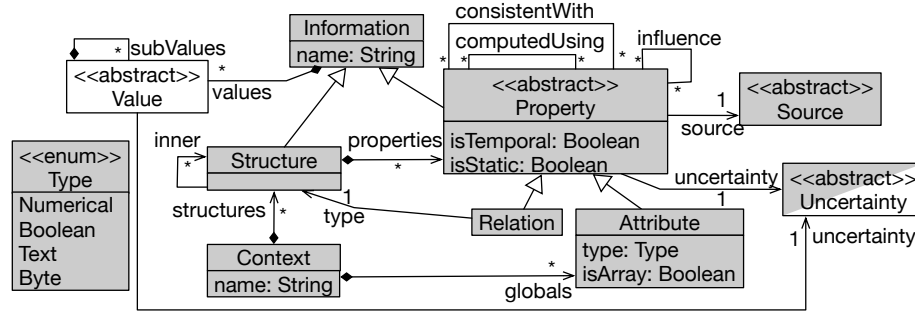 consistentWith
Information
name: String
subValues
*
computedUsing
influence
*
*
*
*
*
*
<<abstract>>
Value
*
values
<<abstract>>
Property
*
1
source
<<abstract>>
Source
isTemporal: Boolean
isStatic: Boolean
inner
*
Structure
properties
*
<<enum>>
Type
Numerical
Boolean
Text
Byte
structures
*
1
type
Relation
uncertainty
1
<<abstract>>
Uncertainty
Attribute
type: Type
isArray: Boolean
1
uncertainty
Context
name: String
*
globals